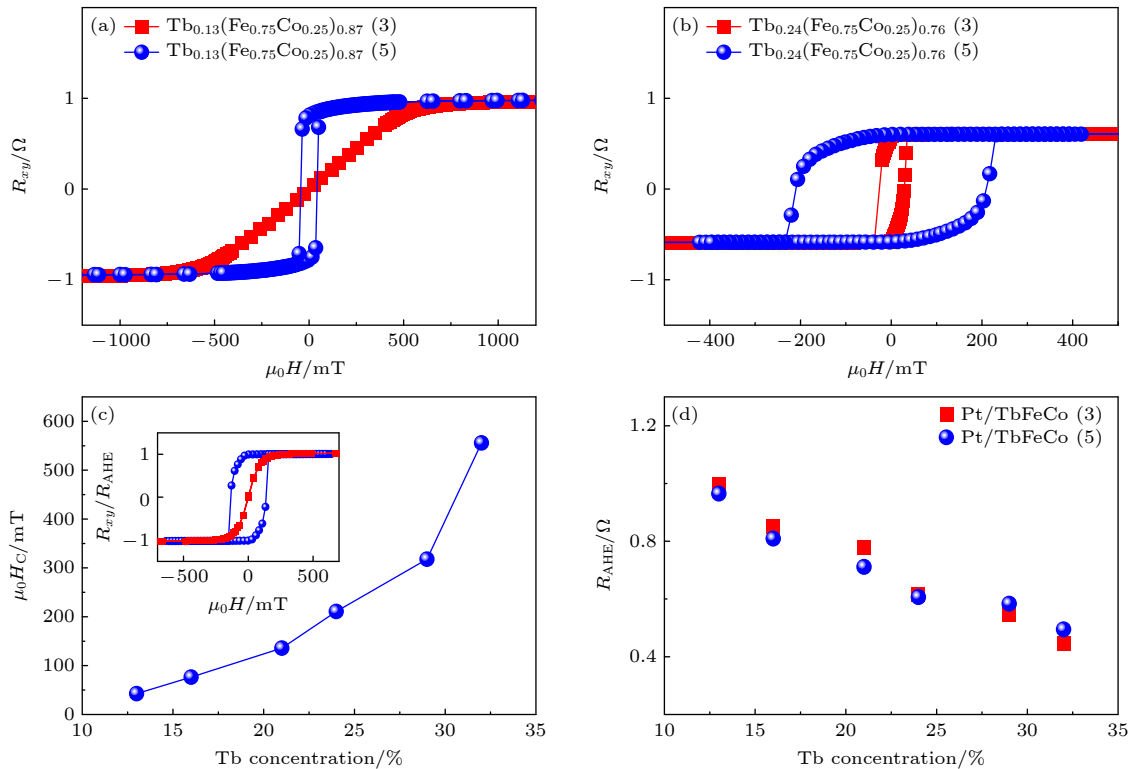 (a)
Tb0.13(Fe0.75Co0.25)0.87 (3)
Tb0.13(Fe0.75Co0.25)0.87 (5)
Rxy/Ω
1
0
−1
−1000 −500 0 500 1000
μ0H/mT
(b)
Tb0.24(Fe0.75Co0.25)0.76 (3)
Tb0.24(Fe0.75Co0.25)0.76 (5)
Rxy/Ω
1
0
−1
−400 −200 0 200 400
μ0H/mT
(c)
μ0HC/mT
600
500
400
300
200
100
0
10 15 20 25 30 35
Tb concentration/%
Rxy/RAHE
1
0
−1
−500 0 500
μ0H/mT
(d)
Pt/TbFeCo (3)
Pt/TbFeCo (5)
RAHE/Ω
1.2
0.8
0.4
10 15 20 25 30 35
Tb concentration/%